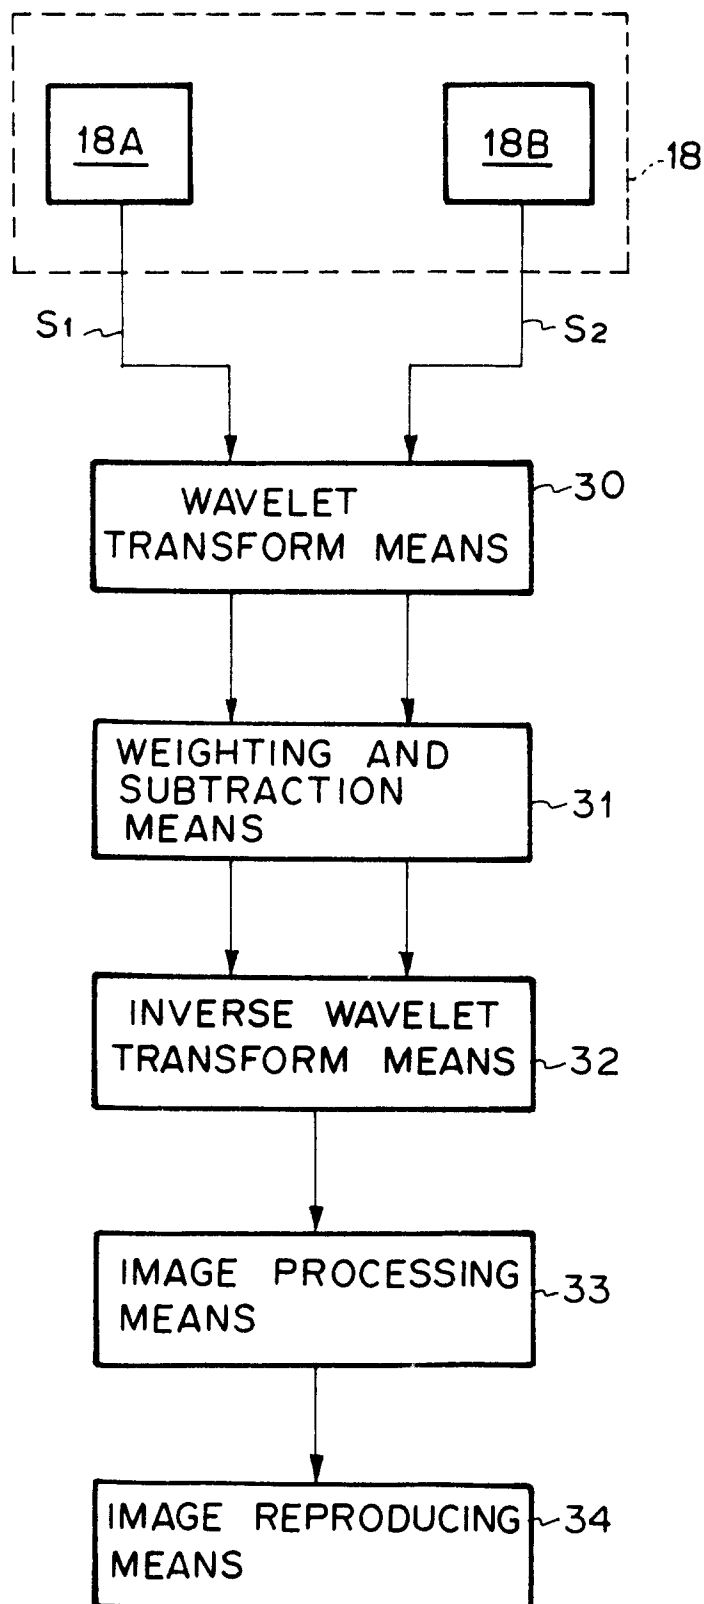 18A
18B
18
S1
S2
WAVELET
TRANSFORM MEANS
30
WEIGHTING AND
SUBTRACTION
MEANS
31
INVERSE WAVELET
TRANSFORM MEANS
32
IMAGE PROCESSING
MEANS
33
IMAGE REPRODUCING
MEANS
34